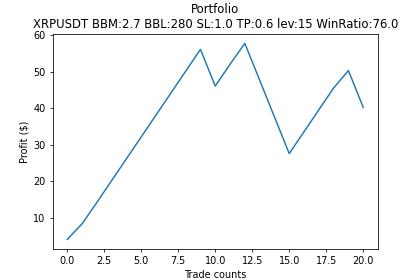 Portfolio
XRPUSDT BBM:2.7 BBL:280 SL:1.0 TP:0.6 lev:15 WinRatio:76.0
60
50
40
30
20
10
Profit ($)
0.0 2.5 5.0 7.5 10.0 12.5 15.0 17.5 20.0
Trade counts